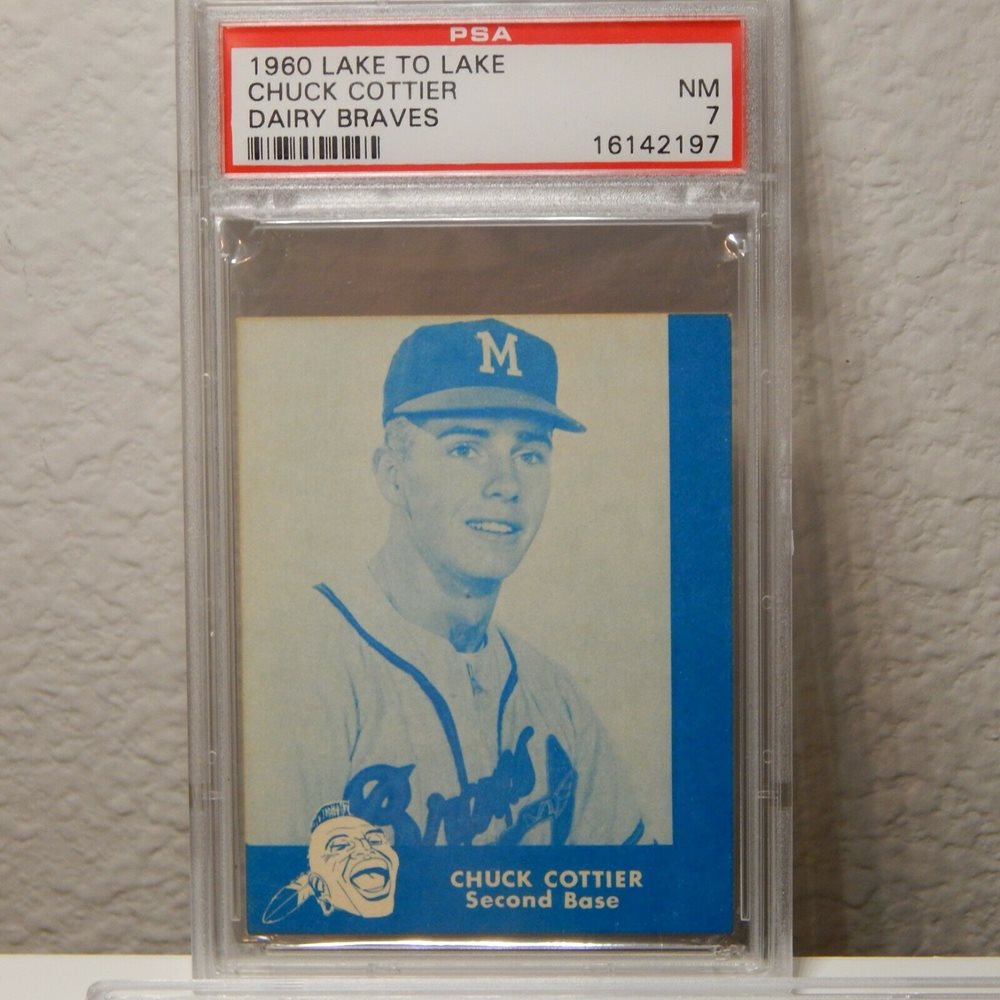 PSA
1960 LAKE TO LAKE
CHUCK COTTIER NM
DAIRY BRAVES 7
16142197
M
Braves
CHUCK COTTIER
Second Base